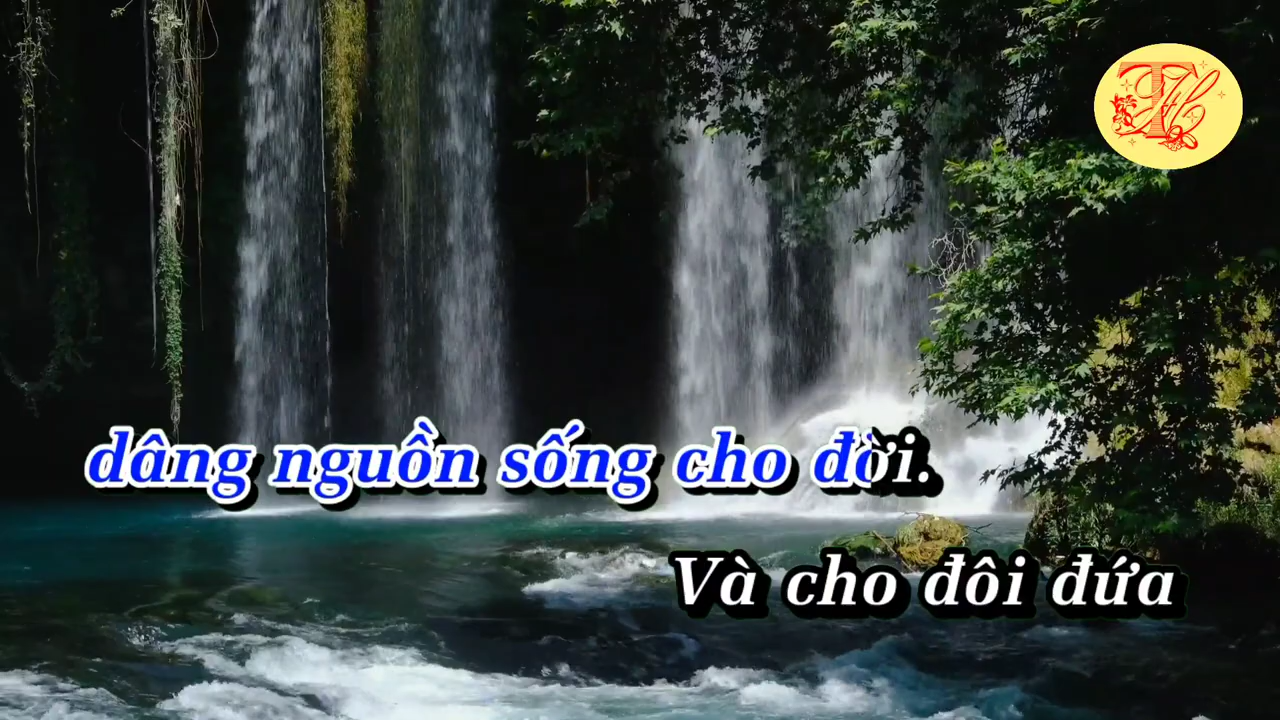 dâng nguồn sống cho đời.
Và cho đôi đứa